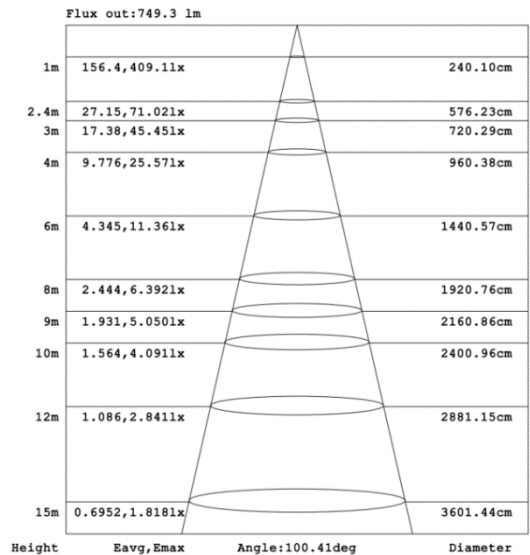 Flux out:749.3 lm
1m 156.4,409.1lx 240.10cm
2.4m 27.15,71.02lx 576.23cm
3m 17.38,45.45lx 720.29cm
4m 9.776,25.57lx 960.38cm
6m 4.345,11.36lx 1440.57cm
8m 2.444,6.392lx 1920.76cm
9m 1.931,5.050lx 2160.86cm
10m 1.564,4.091lx 2400.96cm
12m 1.086,2.841lx 2881.15cm
15m 0.6952,1.818lx 3601.44cm
Height Eavg,Emax Angle:100.41deg Diameter